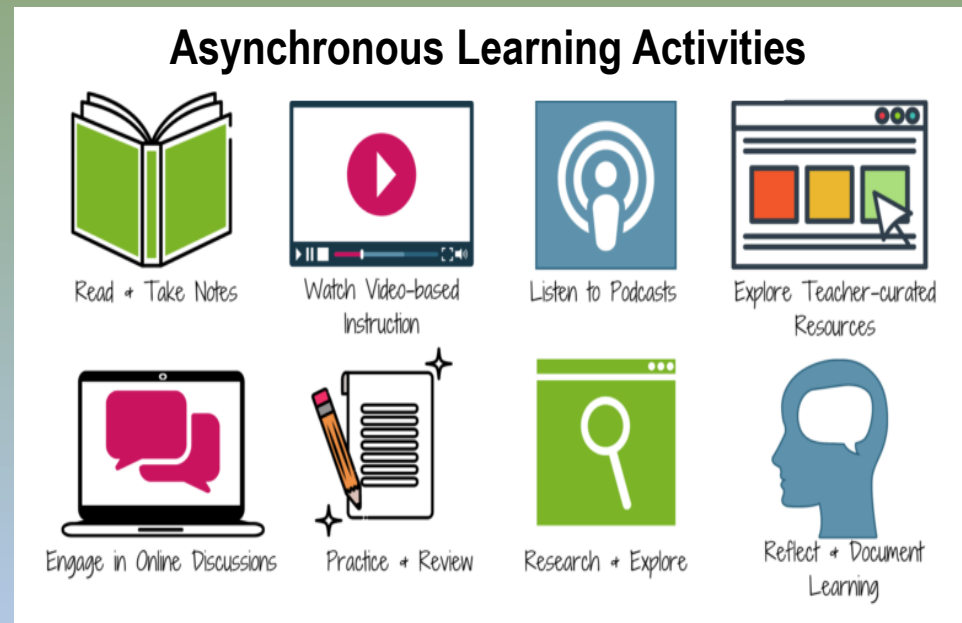 Asynchronous Learning Activities
Read & Take Notes
Watch Video-based
Instruction
Listen to Podcasts
Explore Teacher-curated
Resources
Engage in Online Discussions
Practice & Review
Research & Explore
Reflect & Document
Learning